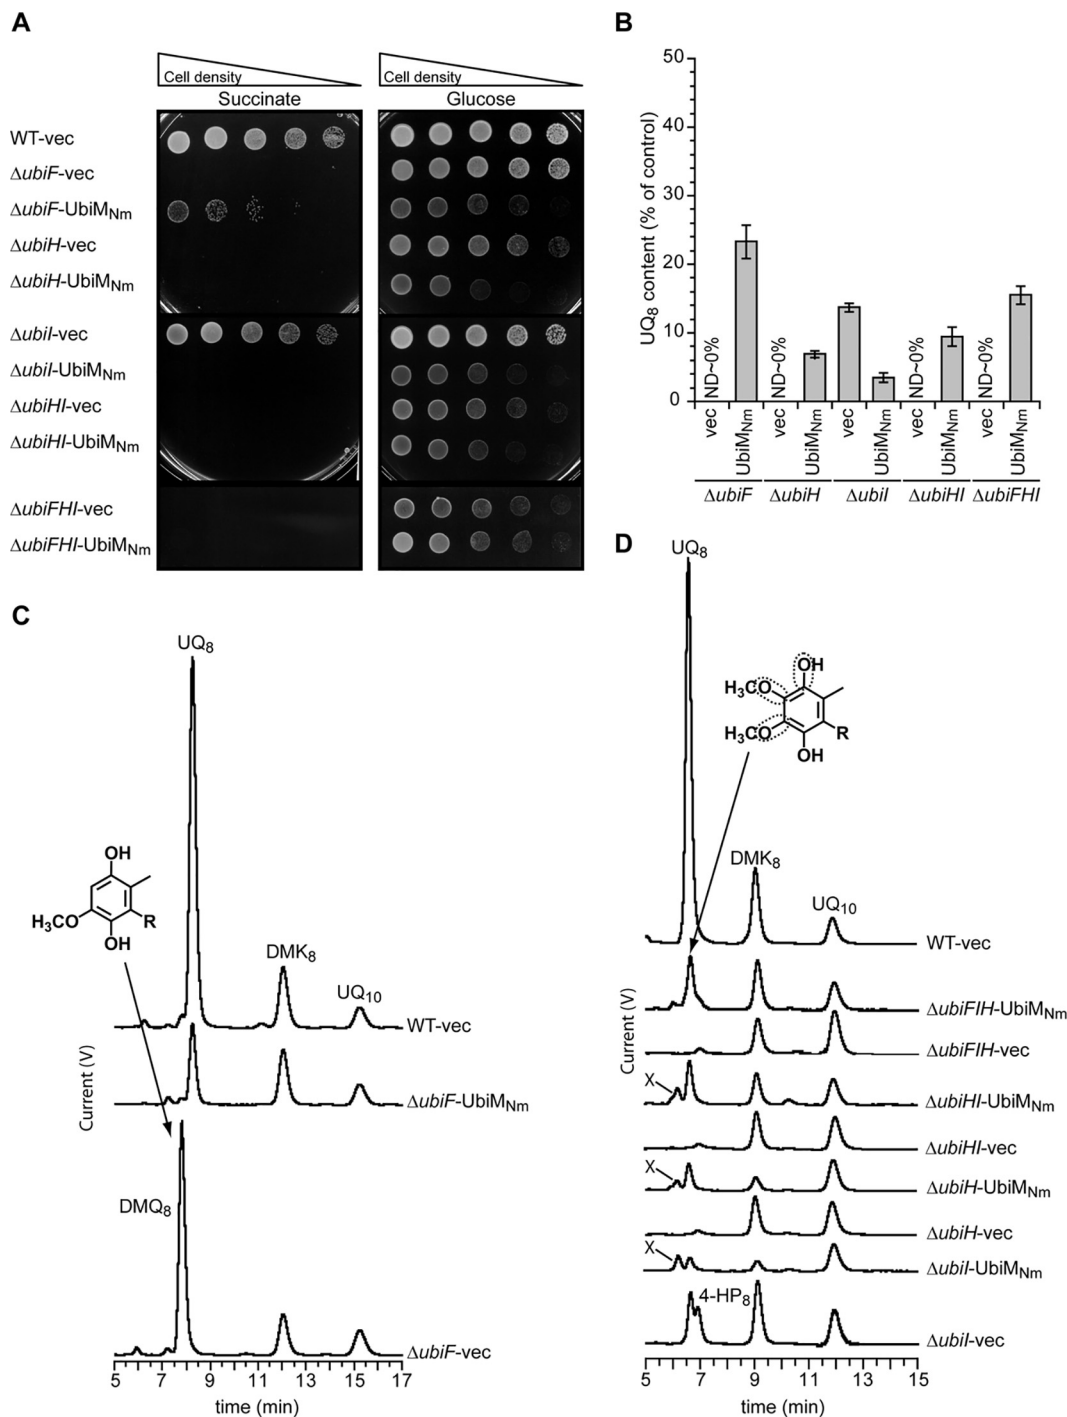 A
Cell density
Cell density
Succinate
Glucose
WT-vec
ΔubiF-vec
ΔubiF-UbiMNm
ΔubiH-vec
ΔubiH-UbiMNm
ΔubiI-vec
ΔubiI-UbiMNm
ΔubiHI-vec
ΔubiHI-UbiMNm
ΔubiFHI-vec
ΔubiFHI-UbiMNm
B
UQ8 content (% of control)
50
40
30
20
10
0
ND~0%
ND~0%
ND~0%
ND~0%
vec
UbiMNm
vec
UbiMNm
vec
UbiMNm
vec
UbiMNm
vec
UbiMNm
ΔubiF
ΔubiH
ΔubiI
ΔubiHI
ΔubiFHI
C
UQ8
DMK8
UQ10
WT-vec
OH
H3CO
R
OH
Current (V)
ΔubiF-UbiMNm
DMQ8
ΔubiF-vec
5 7 9 11 13 15 17
time (min)
D
UQ8
OH
H3CO
H3CO
R
OH
DMK8
UQ10
WT-vec
Current (V)
ΔubiFIH-UbiMNm
ΔubiFIH-vec
X
ΔubiHI-UbiMNm
ΔubiHI-vec
X
ΔubiH-UbiMNm
ΔubiH-vec
X
ΔubiI-UbiMNm
4-HP8
ΔubiI-vec
5 7 9 11 13 15
time (min)